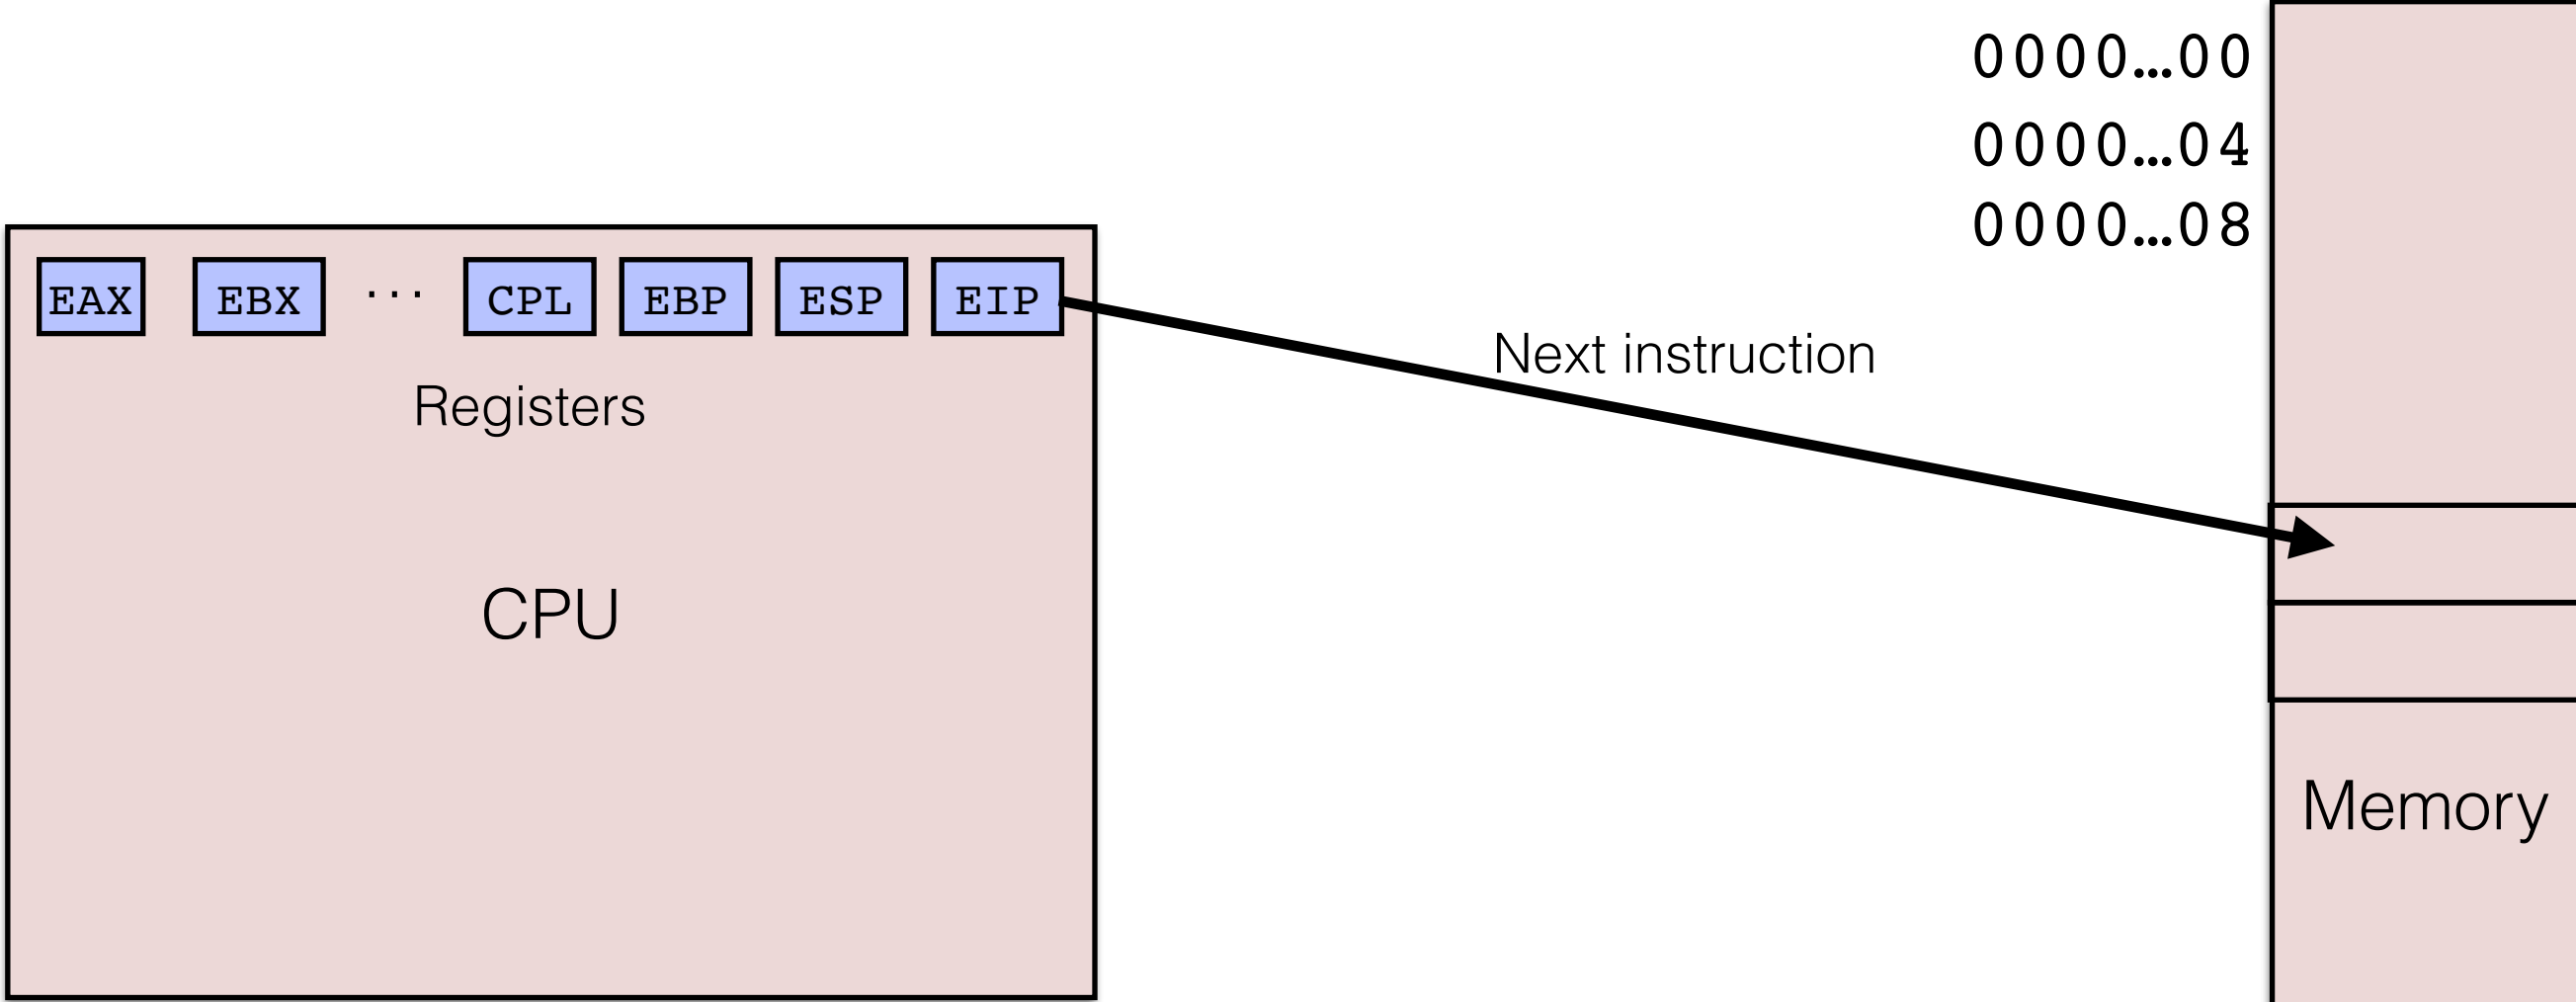 0000…00
0000…04
0000…08
EAX EBX ... CPL EBP ESP EIP
Next instruction
Registers
CPU
Memory